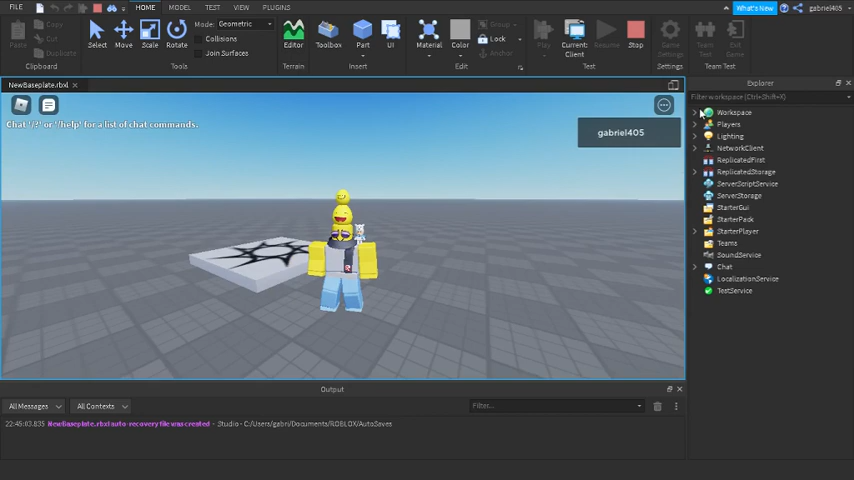 FILE HOME MODEL TEST VIEW PLUGINS What's New gabriel405
Paste Copy Cut Duplicate Select Move Scale Rotate Mode: Geometric Collisions Join Surfaces Editor Toolbox Part UI Material Color Group Lock Anchor Play Current: Client Resume Stop Game Settings Team Test Exit Game
Clipboard Tools Terrain Insert Edit Test Settings Team Test
NewBaseplate.rbxl
Chat '/?' or '/help' for a list of chat commands.
gabriel405
Explorer
Filter workspace (Ctrl+Shift+X)
Workspace
Players
Lighting
NetworkClient
ReplicatedFirst
ReplicatedStorage
ServerScriptService
ServerStorage
StarterGui
StarterPack
StarterPlayer
Teams
SoundService
Chat
LocalizationService
TestService
Output
All Messages All Contexts Filter...
22:45:03.835 NewBaseplate.rbxl auto-recovery file was created - Studio - C:/Users/gabri/Documents/ROBLOX/AutoSaves